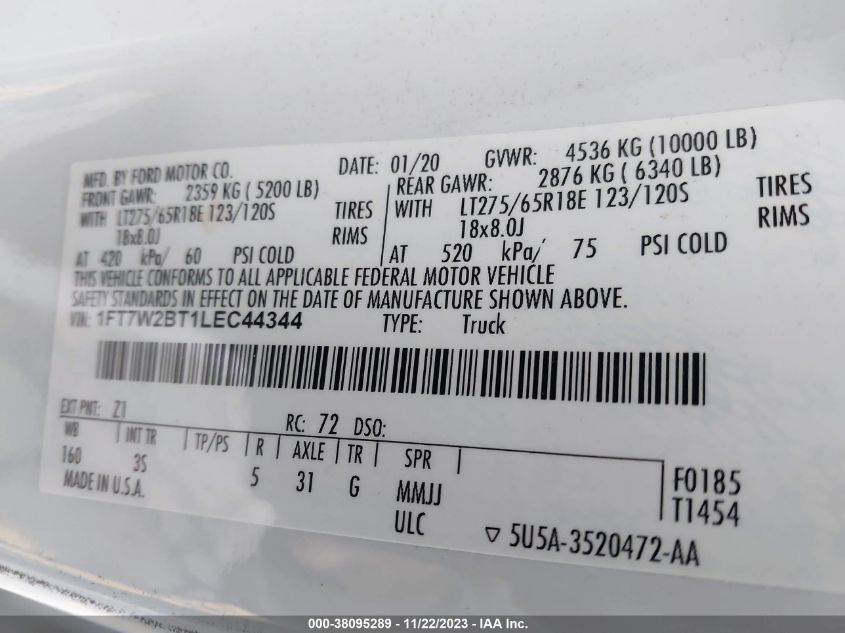 MFD. BY FORD MOTOR CO. DATE: 01/20 GVWR: 4536 KG (10000 LB)
FRONT GAWR: 2359 KG ( 5200 LB) REAR GAWR: 2876 KG ( 6340 LB)
WITH LT275/65R18E 123/120S TIRES WITH LT275/65R18E 123/120S TIRES
18x8.0J RIMS 18x8.0J RIMS
AT 420 kPa/ 60 PSI COLD AT 520 kPa/ 75 PSI COLD
THIS VEHICLE CONFORMS TO ALL APPLICABLE FEDERAL MOTOR VEHICLE
SAFETY STANDARDS IN EFFECT ON THE DATE OF MANUFACTURE SHOWN ABOVE.
VIN: 1FT7W2BT1LEC44344 TYPE: Truck
EXT PNT: Z1 RC: 72 DSO:
WB INT TR TP/PS R AXLE TR SPR
160 3S 5 31 G MMJJ F0185
MADE IN U.S.A. ULC T1454
▽ 5U5A-3520472-AA
000-38095289 - 11/22/2023 - IAA Inc.